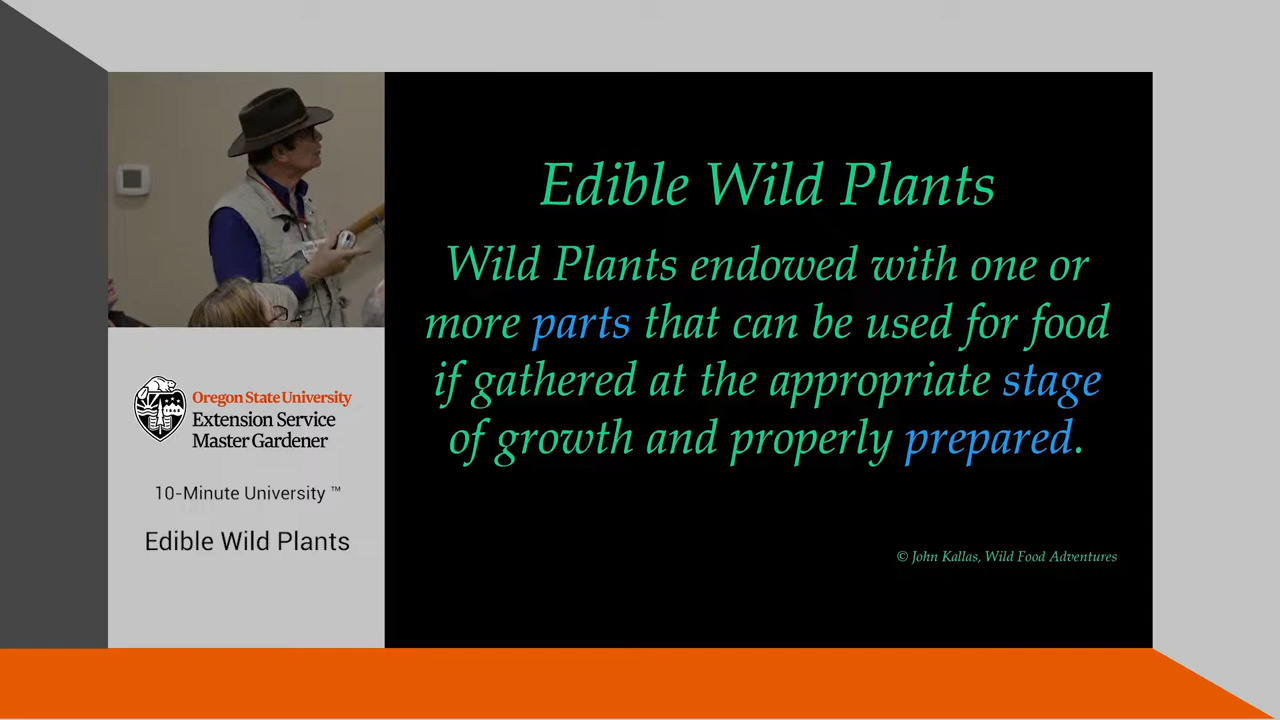 Oregon State University
Extension Service
Master Gardener
10-Minute University ™
Edible Wild Plants
Edible Wild Plants
Wild Plants endowed with one or
more parts that can be used for food
if gathered at the appropriate stage
of growth and properly prepared.
© John Kallas, Wild Food Adventures